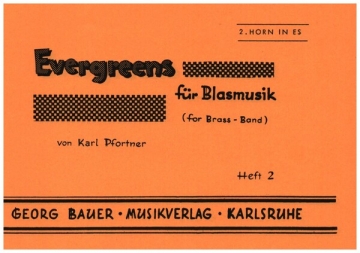 2. HORN IN ES
Evergreens
für Blasmusik
(for Brass-Band)
von Karl Pfortner
Heft 2
GEORG BAUER • MUSIKVERLAG • KARLSRUHE